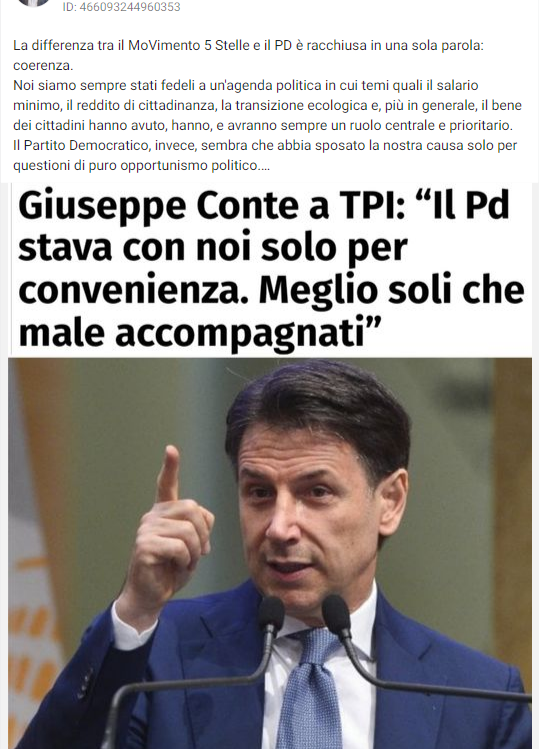 ID: 466093244960353
La differenza tra il MoVimento 5 Stelle e il PD è racchiusa in una sola parola:
coerenza.
Noi siamo sempre stati fedeli a un'agenda politica in cui temi quali il salario
minimo, il reddito di cittadinanza, la transizione ecologica e, più in generale, il bene
dei cittadini hanno avuto, hanno, e avranno sempre un ruolo centrale e prioritario.
Il Partito Democratico, invece, sembra che abbia sposato la nostra causa solo per
questioni di puro opportunismo politico....
Giuseppe Conte a TPI: “Il Pd
stava con noi solo per
convenienza. Meglio soli che
male accompagnati”